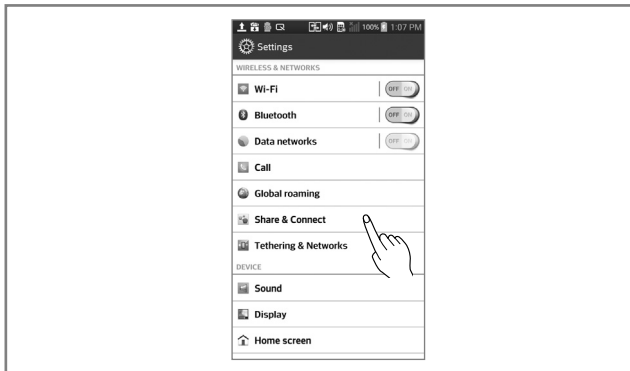 100% 1:07 PM
Settings
WIRELESS & NETWORKS
Wi-Fi OFF ON
Bluetooth OFF ON
Data networks OFF ON
Call
Global roaming
Share & Connect
Tethering & Networks
DEVICE
Sound
Display
Home screen